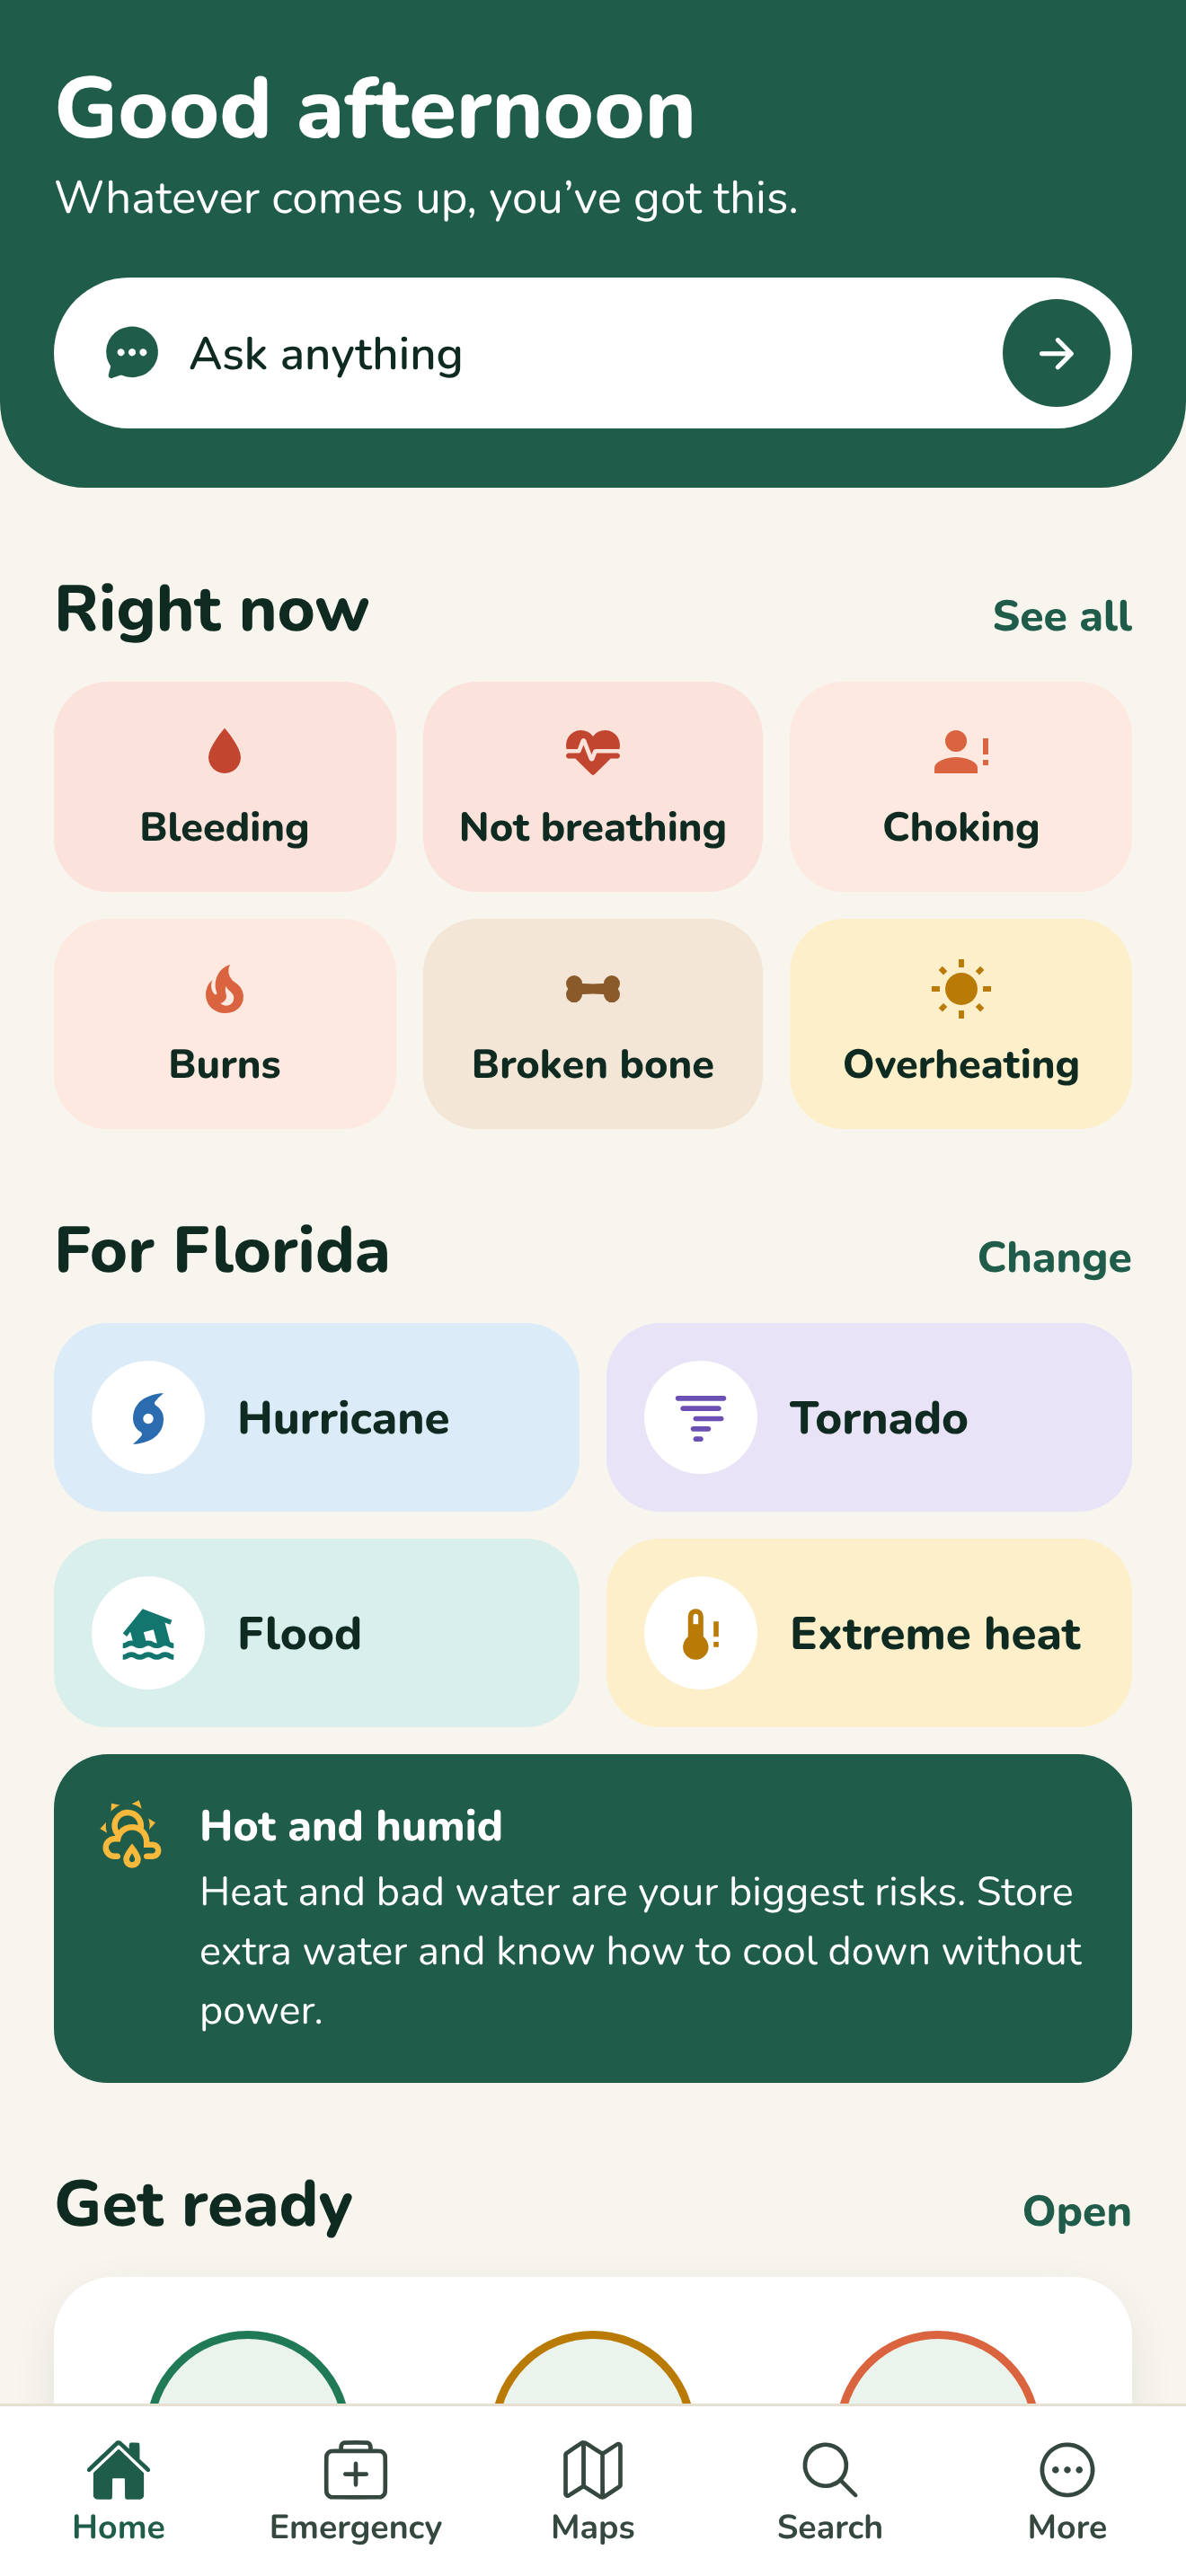 Good afternoon
Whatever comes up, you’ve got this.
Ask anything
Right now
See all
Bleeding
Not breathing
Choking
Burns
Broken bone
Overheating
For Florida
Change
Hurricane
Tornado
Flood
Extreme heat
Hot and humid
Heat and bad water are your biggest risks. Store
extra water and know how to cool down without
power.
Get ready
Open
Home
Emergency
Maps
Search
More